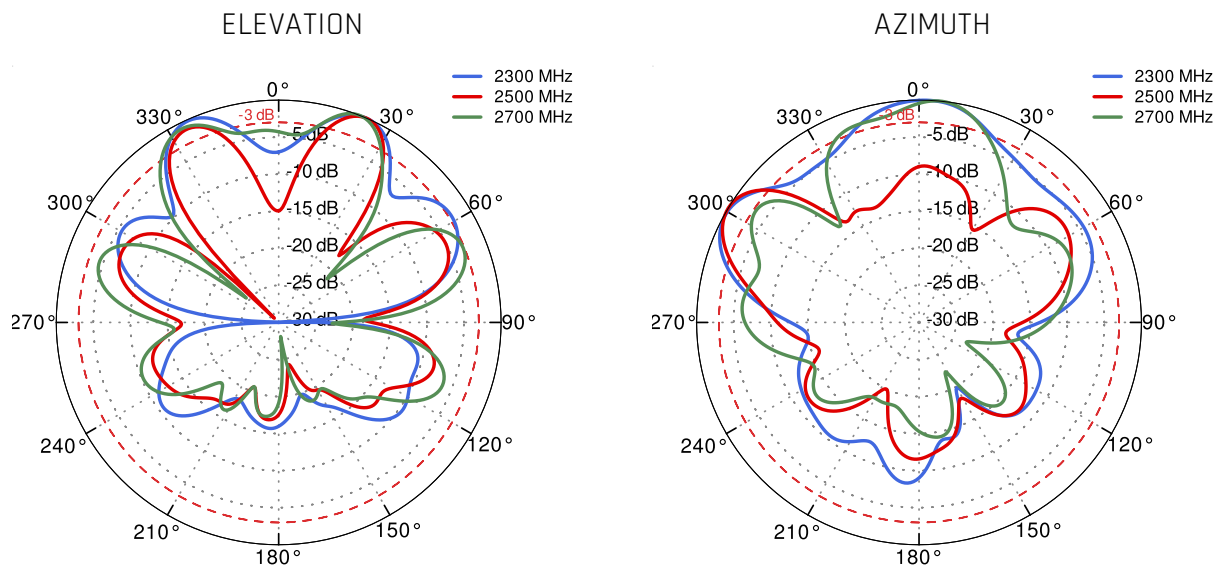 ELEVATION
2300 MHz
2500 MHz
2700 MHz
0°
30°
60°
90°
120°
150°
180°
210°
240°
270°
300°
330°
-3 dB
-5 dB
-10 dB
-15 dB
-20 dB
-25 dB
-30 dB
AZIMUTH
2300 MHz
2500 MHz
2700 MHz
0°
30°
60°
90°
120°
150°
180°
210°
240°
270°
300°
330°
-3 dB
-5 dB
-10 dB
-15 dB
-20 dB
-25 dB
-30 dB